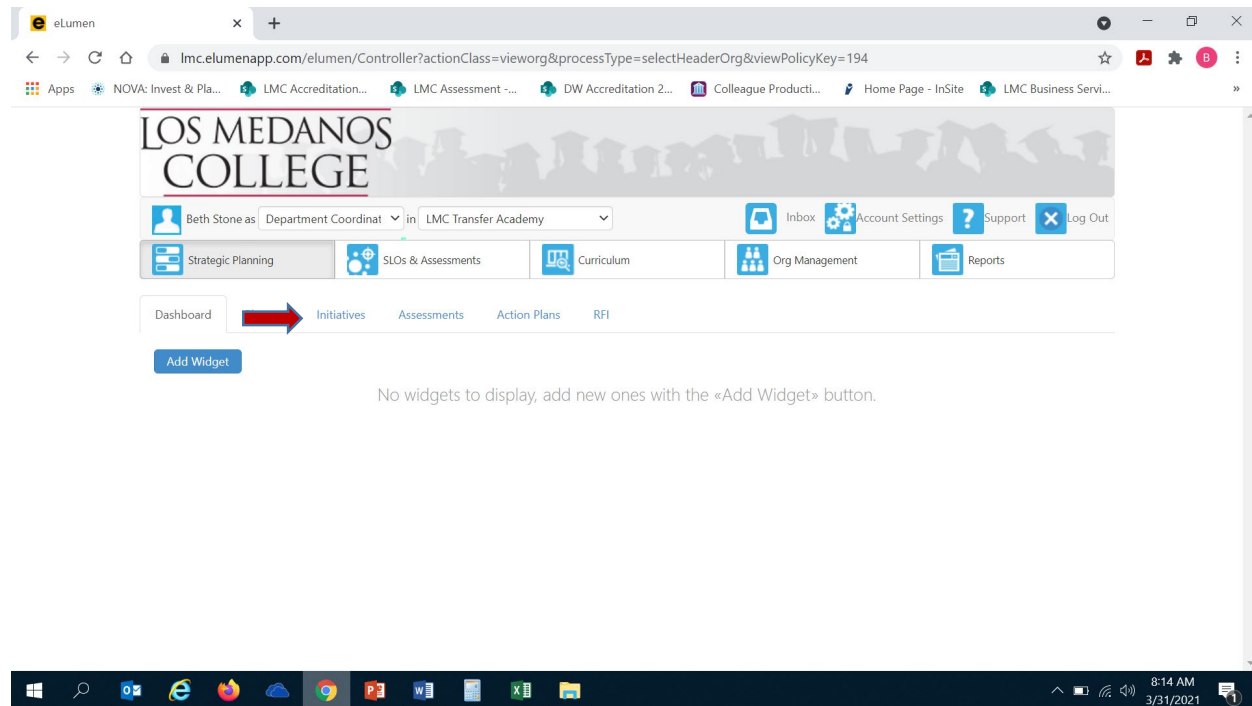 eLumen
lmc.elumenapp.com/elumen/Controller?actionClass=vieworg&processType=selectHeaderOrg&viewPolicyKey=194
B
Apps NOVA: Invest & Pla... LMC Accreditation... LMC Assessment -... DW Accreditation 2... Colleague Producti... Home Page - InSite LMC Business Servi... »
LOS MEDANOS
COLLEGE
Beth Stone as Department Coordinat in LMC Transfer Academy Inbox Account Settings ? Support Log Out
Strategic Planning SLOs & Assessments Curriculum Org Management Reports
Dashboard Initiatives Assessments Action Plans RFI
Add Widget
No widgets to display, add new ones with the «Add Widget» button.
8:14 AM
3/31/2021
1